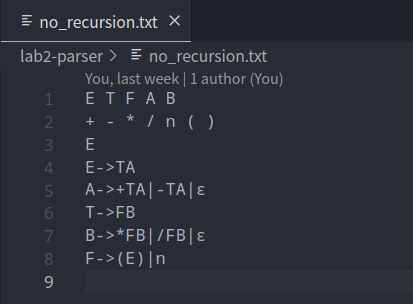 no_recursion.txt
lab2-parser > no_recursion.txt
You, last week | 1 author (You)
1 E T F A B
2 + - * / n ( )
3 E
4 E->TA
5 A->+TA|-TA|ε
6 T->FB
7 B->*FB|/FB|ε
8 F->(E)|n
9